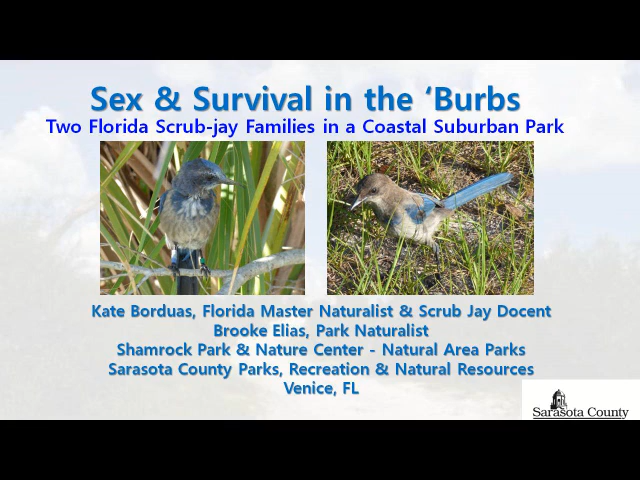 Sex & Survival in the ‘Burbs
Two Florida Scrub-jay Families in a Coastal Suburban Park
Kate Borduas, Florida Master Naturalist & Scrub Jay Docent
Brooke Elias, Park Naturalist
Shamrock Park & Nature Center - Natural Area Parks
Sarasota County Parks, Recreation & Natural Resources
Venice, FL
Sarasota County